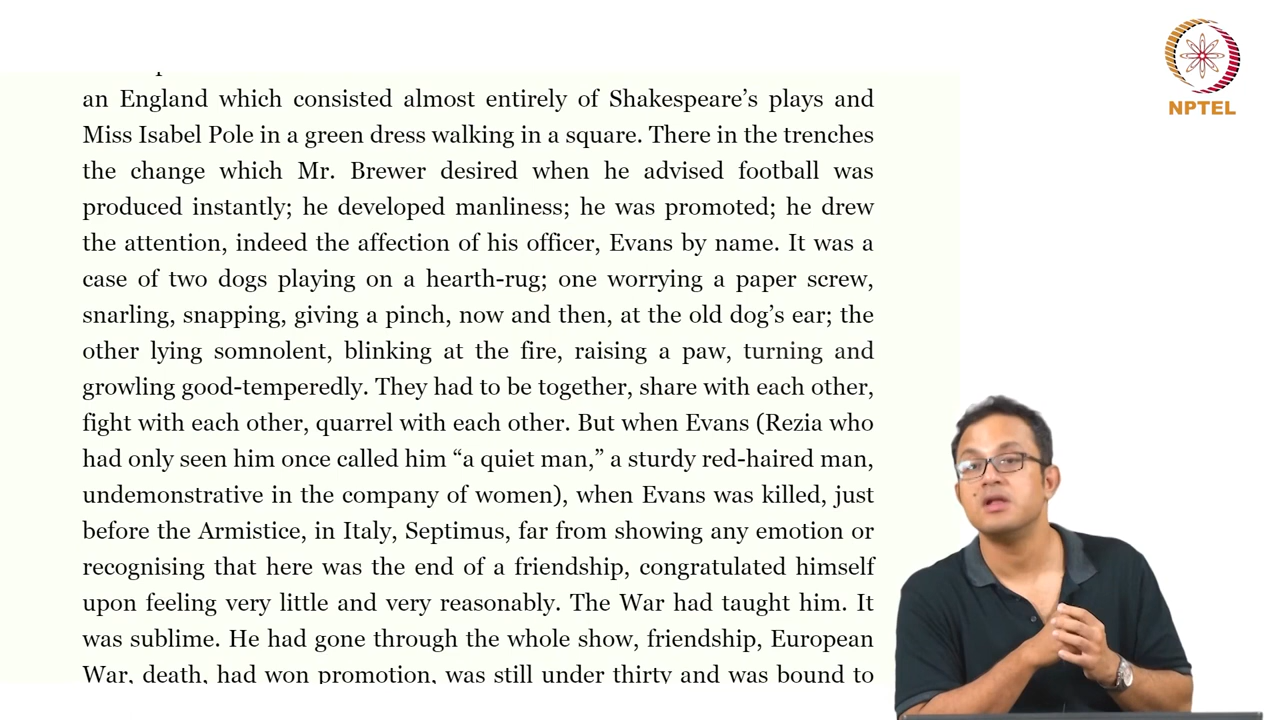 NPTEL
an England which consisted almost entirely of Shakespeare’s plays and
Miss Isabel Pole in a green dress walking in a square. There in the trenches
the change which Mr. Brewer desired when he advised football was
produced instantly; he developed manliness; he was promoted; he drew
the attention, indeed the affection of his officer, Evans by name. It was a
case of two dogs playing on a hearth-rug; one worrying a paper screw,
snarling, snapping, giving a pinch, now and then, at the old dog’s ear; the
other lying somnolent, blinking at the fire, raising a paw, turning and
growling good-temperedly. They had to be together, share with each other,
fight with each other, quarrel with each other. But when Evans (Rezia who
had only seen him once called him “a quiet man,” a sturdy red-haired man,
undemonstrative in the company of women), when Evans was killed, just
before the Armistice, in Italy, Septimus, far from showing any emotion or
recognising that here was the end of a friendship, congratulated himself
upon feeling very little and very reasonably. The War had taught him. It
was sublime. He had gone through the whole show, friendship, European
War, death, had won promotion, was still under thirty and was bound to